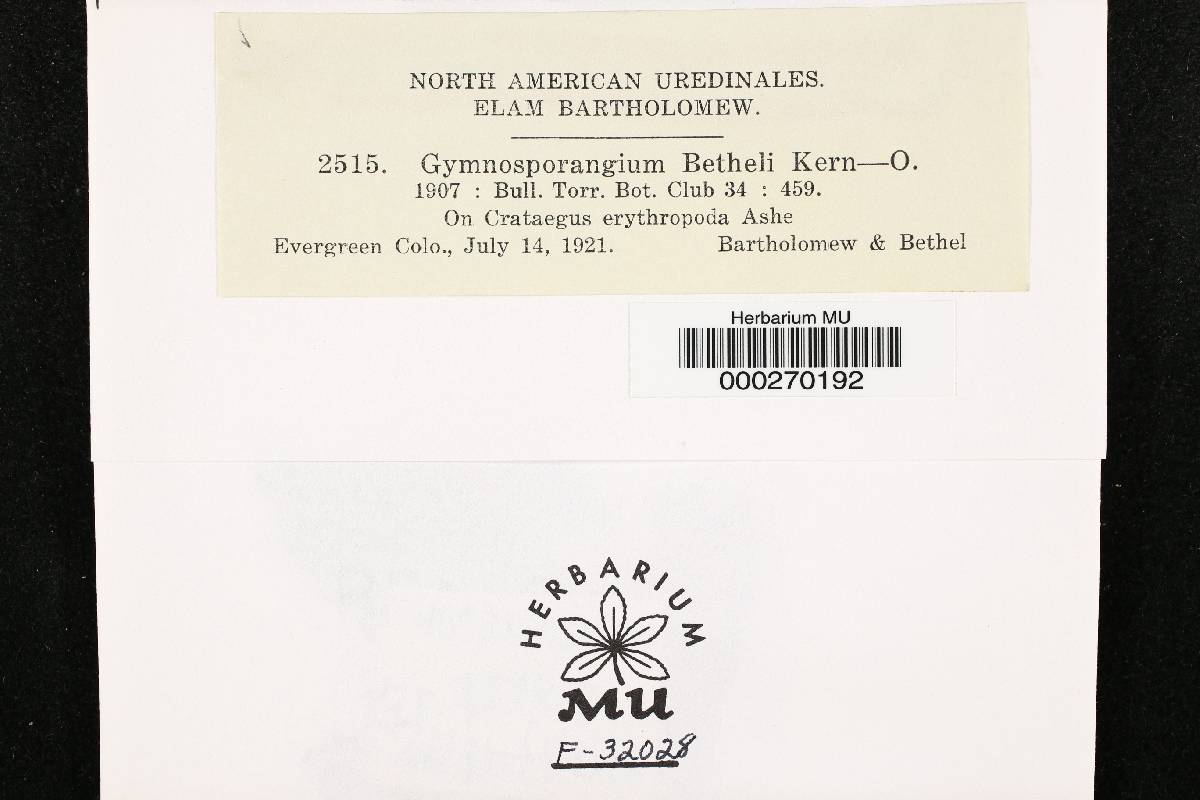 NORTH AMERICAN UREDINALES.
ELAM BARTHOLOMEW.
2515. Gymnosporangium Betheli Kern—O.
1907 : Bull. Torr. Bot. Club 34 : 459.
On Crataegus erythropoda Ashe
Evergreen Colo., July 14, 1921. Bartholomew & Bethel
Herbarium MU
000270192
HERBARIUM
MU
F-32028